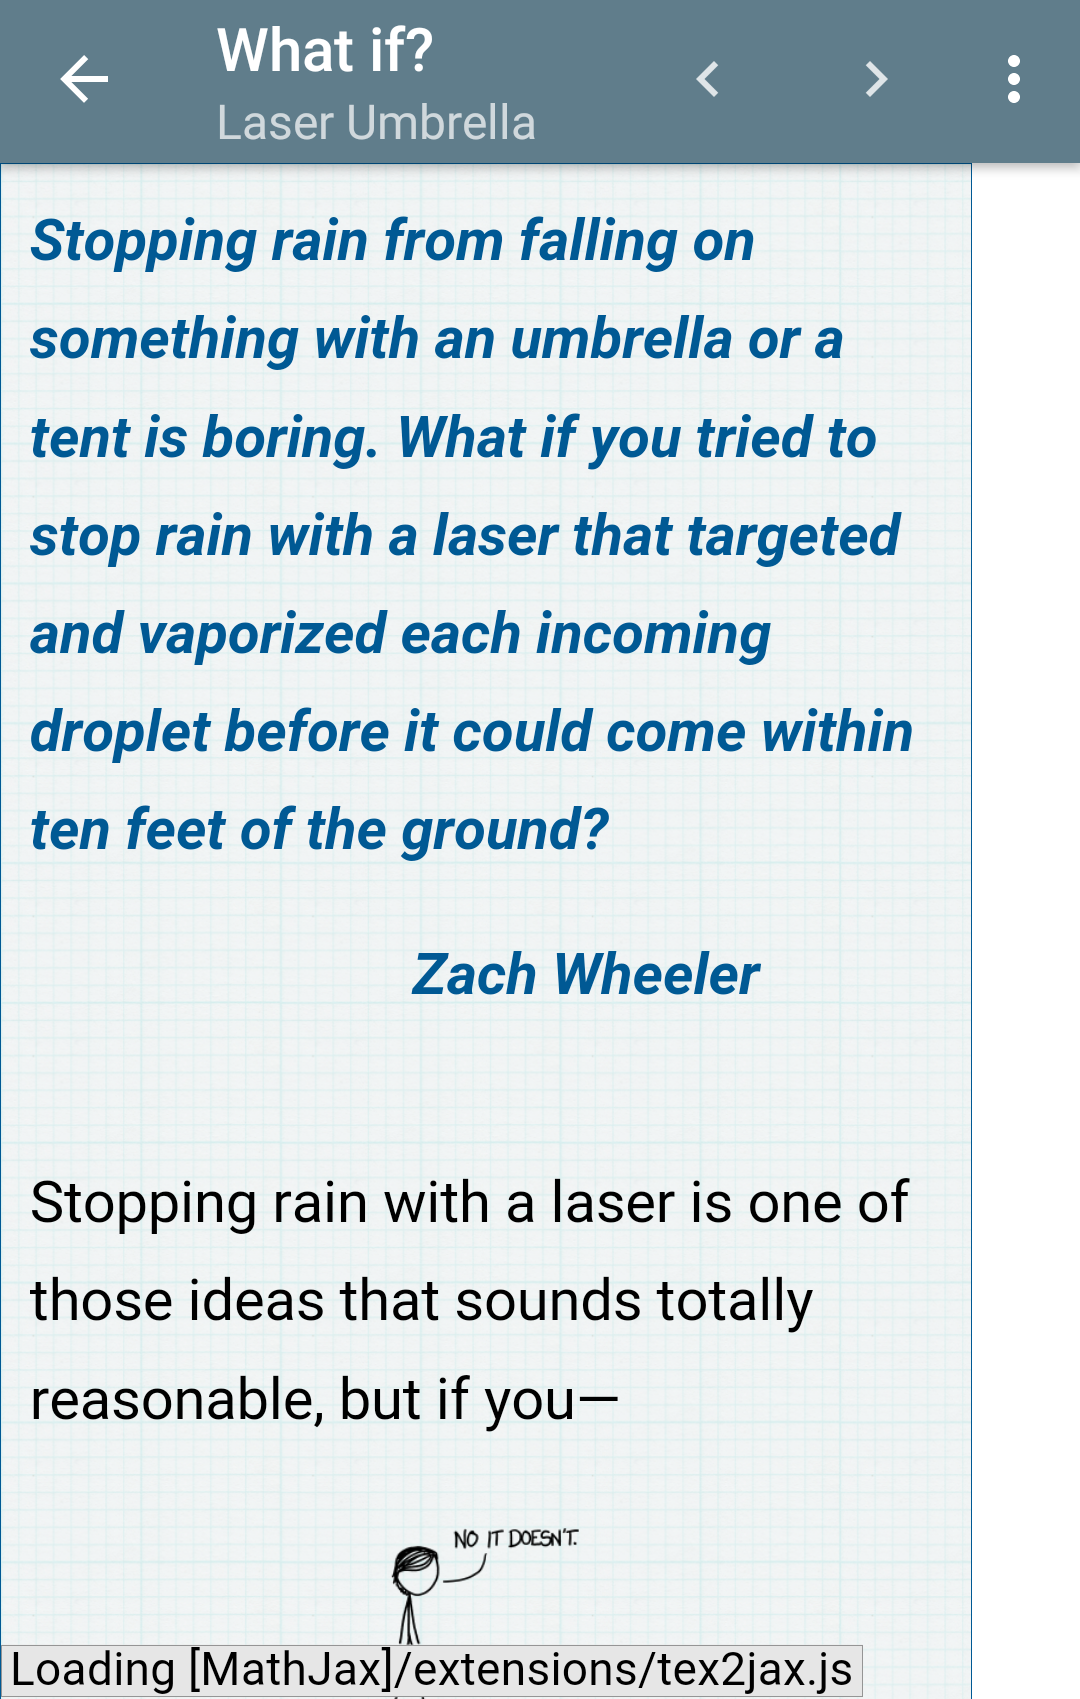 What if?
Laser Umbrella
Stopping rain from falling on
something with an umbrella or a
tent is boring. What if you tried to
stop rain with a laser that targeted
and vaporized each incoming
droplet before it could come within
ten feet of the ground?
Zach Wheeler
Stopping rain with a laser is one of
those ideas that sounds totally
reasonable, but if you—
NO IT DOESN'T.
Loading [MathJax]/extensions/tex2jax.js